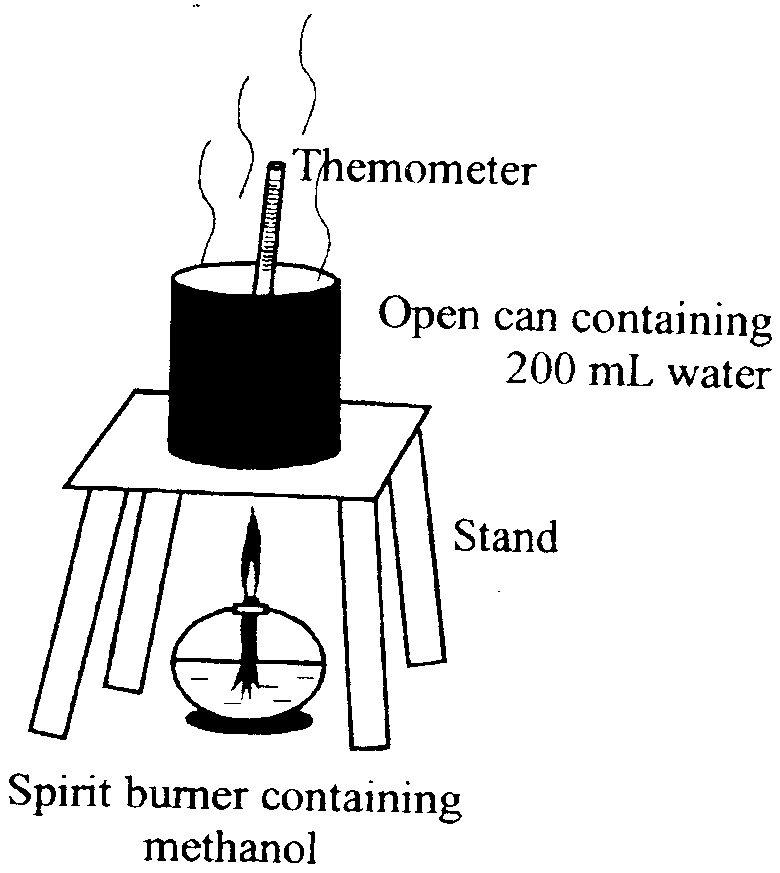 Themometer
Open can containing
200 mL water
Stand
Spirit burner containing
methanol